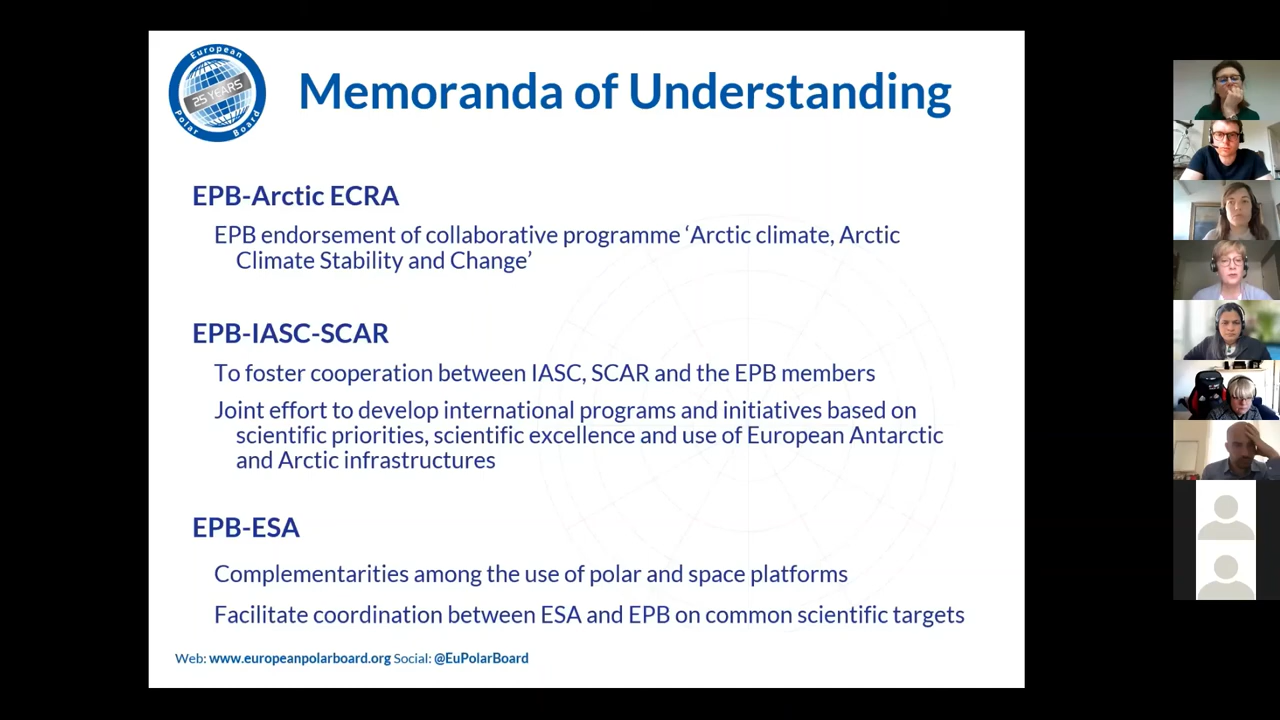 European
25 YEARS
Polar Board
Memoranda of Understanding
EPB-Arctic ECRA
EPB endorsement of collaborative programme ‘Arctic climate, Arctic
Climate Stability and Change’
EPB-IASC-SCAR
To foster cooperation between IASC, SCAR and the EPB members
Joint effort to develop international programs and initiatives based on
scientific priorities, scientific excellence and use of European Antarctic
and Arctic infrastructures
EPB-ESA
Complementarities among the use of polar and space platforms
Facilitate coordination between ESA and EPB on common scientific targets
Web: www.europeanpolarboard.org Social: @EuPolarBoard